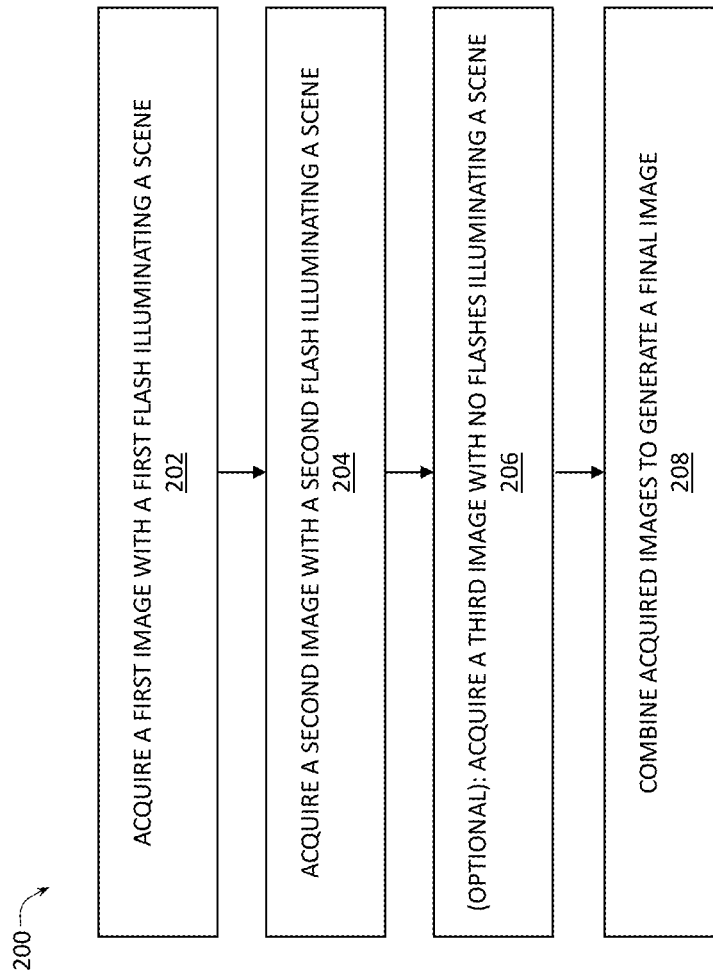 200
ACQUIRE A FIRST IMAGE WITH A FIRST FLASH ILLUMINATING A SCENE
202
ACQUIRE A SECOND IMAGE WITH A SECOND FLASH ILLUMINATING A SCENE
204
(OPTIONAL): ACQUIRE A THIRD IMAGE WITH NO FLASHES ILLUMINATING A SCENE
206
COMBINE ACQUIRED IMAGES TO GENERATE A FINAL IMAGE
208